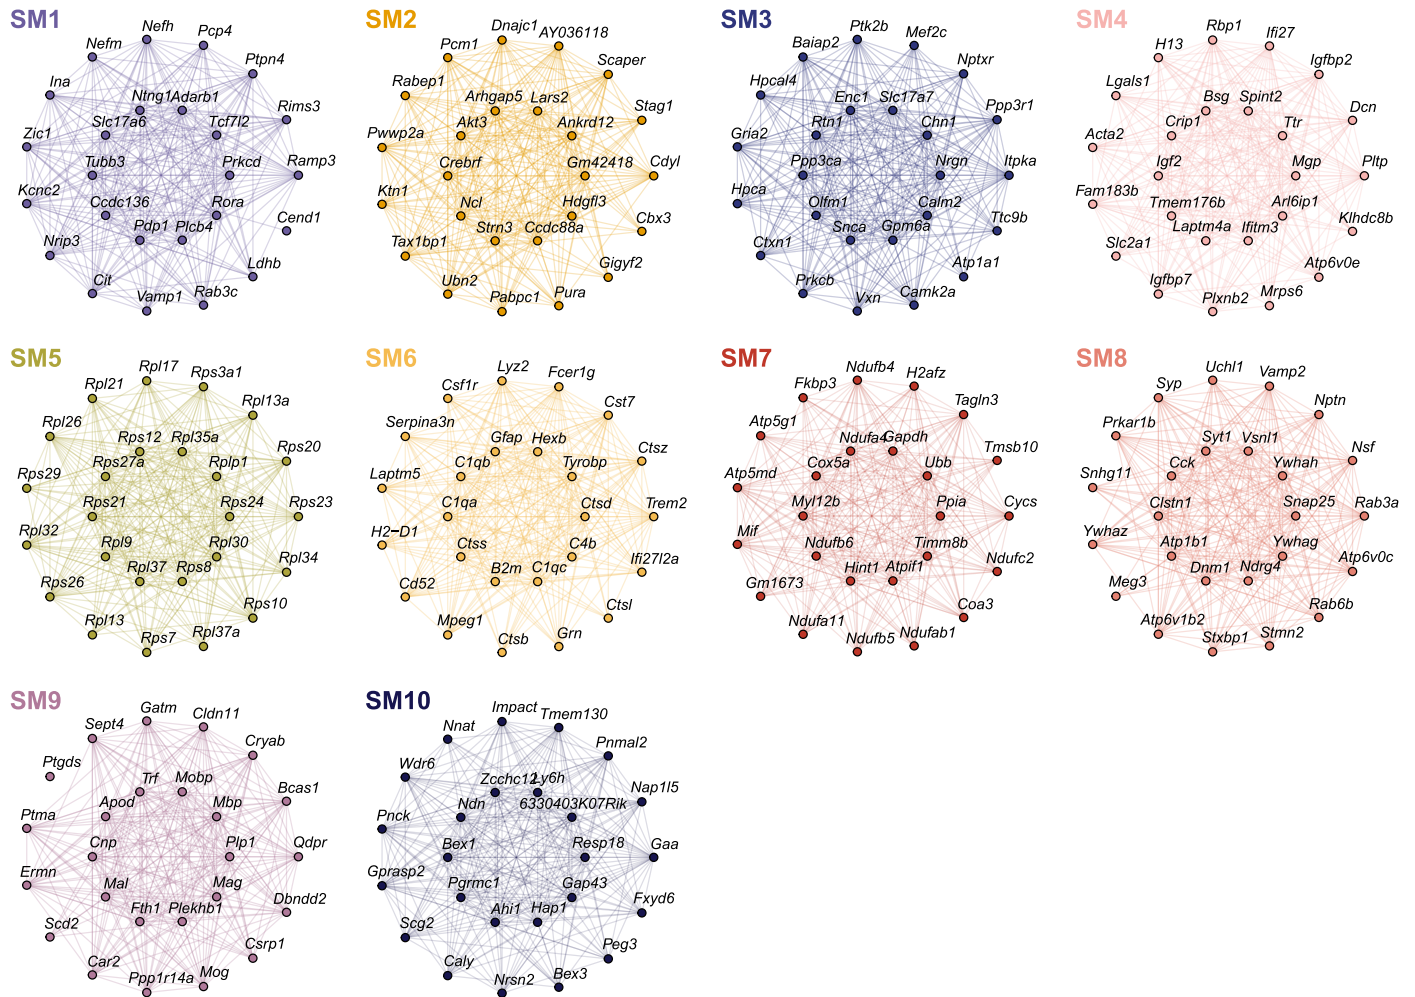 SM1
Nefh
Pcp4
Nefm
Ptpn4
Ina
Ntng1
Adarb1
Rims3
Slc17a6
Tcf7l2
Zic1
Tubb3
Prkcd
Ramp3
Kcnc2
Ccdc136
Rora
Cend1
Nrip3
Pdp1
Plcb4
Ldhb
Cit
Vamp1
Rab3c
SM2
Dnajc1
AY036118
Pcm1
Scaper
Rabep1
Arhgap5
Lars2
Stag1
Akt3
Ankrd12
Pwwp2a
Crebrf
Gm42418
Cdyl
Ktn1
Ncl
Hdgfl3
Cbx3
Tax1bp1
Strn3
Ccdc88a
Gigyf2
Ubn2
Pabpc1
Pura
SM3
Ptk2b
Mef2c
Baiap2
Nptxr
Hpcal4
Enc1
Slc17a7
Ppp3r1
Rtn1
Chn1
Gria2
Ppp3ca
Nrgn
Itpka
Hpca
Olfm1
Calm2
Ttc9b
Ctxn1
Snca
Gpm6a
Atp1a1
Prkcb
Vxn
Camk2a
SM4
Rbp1
Ifi27
H13
Igfbp2
Lgals1
Bsg
Spint2
Dcn
Crip1
Ttr
Acta2
Igf2
Mgp
Pltp
Fam183b
Tmem176b
Arl6ip1
Klhdc8b
Slc2a1
Laptm4a
Ifitm3
Atp6v0e
Igfbp7
Plxnb2
Mrps6
SM5
Rpl17
Rps3a1
Rpl21
Rpl13a
Rpl26
Rps12
Rpl35a
Rps20
Rps27a
Rplp1
Rps29
Rps21
Rps24
Rps23
Rpl32
Rpl9
Rpl30
Rpl34
Rps26
Rpl37
Rps8
Rps10
Rpl13
Rps7
Rpl37a
SM6
Lyz2
Fcer1g
Csf1r
Cst7
Serpina3n
Gfap
Hexb
Ctsz
C1qb
Tyrobp
Laptm5
C1qa
Ctsd
Trem2
H2−D1
Ctss
C4b
Ifi27l2a
Cd52
B2m
C1qc
Ctsl
Mpeg1
Ctsb
Grn
SM7
Ndufb4
H2afz
Fkbp3
Tagln3
Atp5g1
Ndufa4
Gapdh
Tmsb10
Cox5a
Ubb
Atp5md
Myl12b
Ppia
Cycs
Mif
Ndufb6
Timm8b
Ndufc2
Gm1673
Hint1
Atpif1
Coa3
Ndufa11
Ndufb5
Ndufab1
SM8
Uchl1
Vamp2
Syp
Nptn
Prkar1b
Syt1
Vsnl1
Nsf
Cck
Ywhah
Snhg11
Clstn1
Snap25
Rab3a
Ywhaz
Atp1b1
Ywhag
Atp6v0c
Meg3
Dnm1
Ndrg4
Rab6b
Atp6v1b2
Stxbp1
Stmn2
SM9
Gatm
Cldn11
Sept4
Cryab
Ptgds
Trf
Mobp
Bcas1
Apod
Mbp
Ptma
Cnp
Plp1
Qdpr
Ermn
Mal
Mag
Dbndd2
Scd2
Fth1
Plekhb1
Csrp1
Car2
Ppp1r14a
Mog
SM10
Impact
Tmem130
Nnat
Pnmal2
Wdr6
Zcchc12
Ly6h
Nap1l5
Ndn
6330403K07Rik
Pnck
Bex1
Resp18
Gaa
Gprasp2
Pgrmc1
Gap43
Fxyd6
Scg2
Ahi1
Hap1
Peg3
Caly
Nrsn2
Bex3